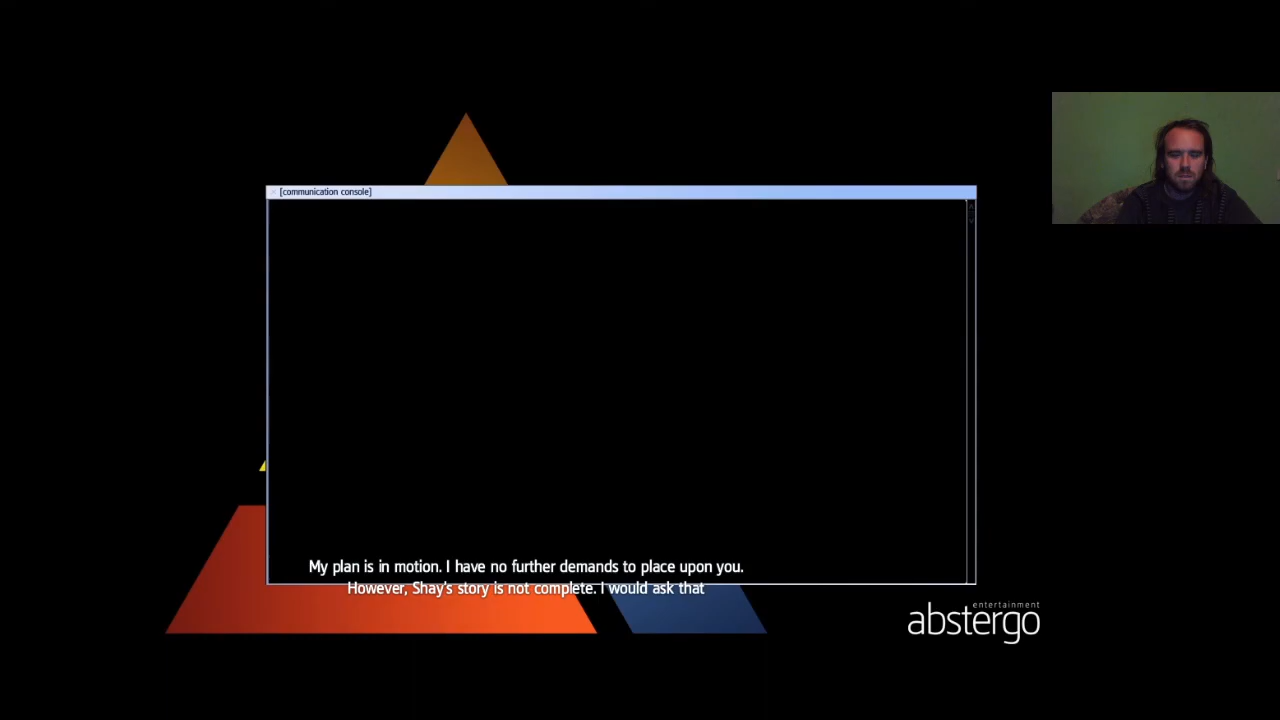 [communication console]
My plan is in motion. I have no further demands to place upon you.
However, Shay's story is not complete. I would ask that
entertainment
abstergo